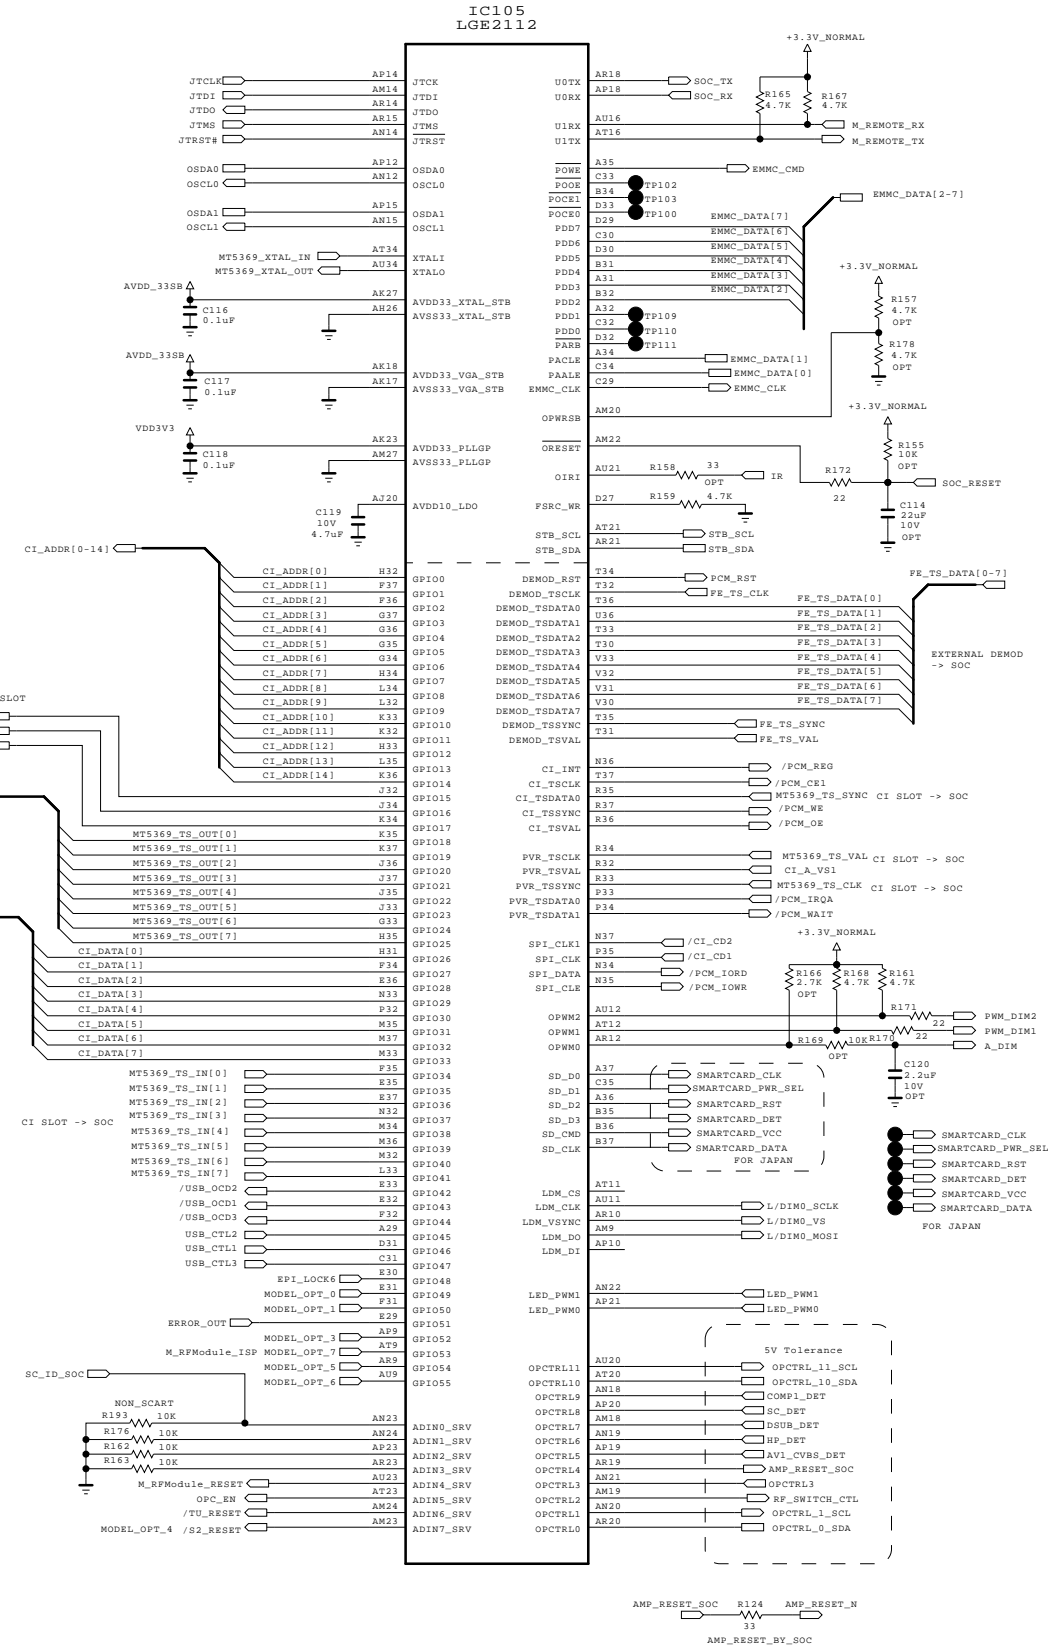 IC105
LGE2112
JTCLK AP14 JTCK
JTDI AM14 JTDI
JTDO AR14 JTDO
JTMS AR15 JTMS
JTRST# AN14 JTRST
OSDA0 AP12 OSDA0
OSCL0 AN12 OSCL0
OSDA1 AP15 OSDA1
OSCL1 AN15 OSCL1
MT5369_XTAL_IN AT34 XTALI
MT5369_XTAL_OUT AU34 XTALO
AVDD_33SB AK27 AVDD33_XTAL_STB
C116 0.1uF AH26 AVSS33_XTAL_STB
AVDD_33SB AK18 AVDD33_VGA_STB
C117 0.1uF AK17 AVSS33_VGA_STB
VDD3V3 AK23 AVDD33_PLLGP
C118 0.1uF AM27 AVSS33_PLLGP
C119 10V 4.7uF AJ20 AVDD10_LDO
CI_ADDR[0-14]
CI_ADDR[0] H32 GPIO0
CI_ADDR[1] F37 GPIO1
CI_ADDR[2] F36 GPIO2
CI_ADDR[3] G37 GPIO3
CI_ADDR[4] G36 GPIO4
CI_ADDR[5] G35 GPIO5
CI_ADDR[6] G34 GPIO6
CI_ADDR[7] H34 GPIO7
CI_ADDR[8] L34 GPIO8
CI_ADDR[9] L32 GPIO9
CI_ADDR[10] K33 GPIO10
CI_ADDR[11] K32 GPIO11
CI_ADDR[12] H33 GPIO12
CI_ADDR[13] L35 GPIO13
CI_ADDR[14] K36 GPIO14
SLOT
J32 GPIO15
J34 GPIO16
K34 GPIO17
MT5369_TS_OUT[0] K35 GPIO18
MT5369_TS_OUT[1] K37 GPIO19
MT5369_TS_OUT[2] J36 GPIO20
MT5369_TS_OUT[3] J37 GPIO21
MT5369_TS_OUT[4] J35 GPIO22
MT5369_TS_OUT[5] J33 GPIO23
MT5369_TS_OUT[6] G33 GPIO24
MT5369_TS_OUT[7] H35 GPIO25
CI_DATA[0] H31 GPIO26
CI_DATA[1] F34 GPIO27
CI_DATA[2] E36 GPIO28
CI_DATA[3] N33 GPIO29
CI_DATA[4] P32 GPIO30
CI_DATA[5] M35 GPIO31
CI_DATA[6] M37 GPIO32
CI_DATA[7] M33 GPIO33
MT5369_TS_IN[0] F35 GPIO34
MT5369_TS_IN[1] E35 GPIO35
MT5369_TS_IN[2] E37 GPIO36
MT5369_TS_IN[3] N32 GPIO37
CI SLOT -> SOC
MT5369_TS_IN[4] M34 GPIO38
MT5369_TS_IN[5] M36 GPIO39
MT5369_TS_IN[6] M32 GPIO40
MT5369_TS_IN[7] L33 GPIO41
/USB_OCD2 E33 GPIO42
/USB_OCD1 E32 GPIO43
/USB_OCD3 F32 GPIO44
USB_CTL2 A29 GPIO45
USB_CTL1 D31 GPIO46
USB_CTL3 C31 GPIO47
EPI_LOCK6 E30 GPIO48
MODEL_OPT_0 E31 GPIO49
MODEL_OPT_1 F31 GPIO50
ERROR_OUT E29 GPIO51
MODEL_OPT_3 AP9 GPIO52
M_RFModule_ISP MODEL_OPT_7 AT9 GPIO53
MODEL_OPT_5 AR9 GPIO54
MODEL_OPT_6 AU9 GPIO55
SC_ID_SOC
NON_SCART
R193 10K AN23 ADIN0_SRV
R176 10K AN24 ADIN1_SRV
R162 10K AP23 ADIN2_SRV
R163 10K AR23 ADIN3_SRV
M_RFModule_RESET AU23 ADIN4_SRV
OPC_EN AT23 ADIN5_SRV
/TU_RESET AM24 ADIN6_SRV
MODEL_OPT_4 /S2_RESET AM23 ADIN7_SRV
+3.3V_NORMAL
R165 4.7K R167 4.7K
U0TX AR18 SOC_TX
U0RX AP18 SOC_RX
U1RX AU16 M_REMOTE_RX
U1TX AT16 M_REMOTE_TX
POWE A35 EMMC_CMD
POOE C33 TP102
POCE1 B34 TP103
POCE0 D33 TP100
EMMC_DATA[2-7]
PDD7 D29 EMMC_DATA[7]
PDD6 C30 EMMC_DATA[6]
PDD5 D30 EMMC_DATA[5]
PDD4 B31 EMMC_DATA[4]
PDD3 A31 EMMC_DATA[3]
PDD2 B32 EMMC_DATA[2]
PDD1 A32 TP109
PDD0 C32 TP110
PARB D32 TP111
PACLE A34 EMMC_DATA[1]
PAALE C34 EMMC_DATA[0]
EMMC_CLK C29 EMMC_CLK
+3.3V_NORMAL
R157 4.7K OPT
R178 4.7K OPT
OPWRSB AM20
+3.3V_NORMAL
R155 10K OPT
ORESET AM22 R172 22 SOC_RESET
C114 22uF 10V OPT
OIRI AU21 R158 33 OPT IR
FSRC_WR D27 R159 4.7K
STB_SCL AT21 STB_SCL
STB_SDA AR21 STB_SDA
DEMOD_RST T34 PCM_RST
DEMOD_TSCLK T32 FE_TS_CLK
FE_TS_DATA[0-7]
DEMOD_TSDATA0 T36 FE_TS_DATA[0]
DEMOD_TSDATA1 U36 FE_TS_DATA[1]
DEMOD_TSDATA2 T33 FE_TS_DATA[2]
DEMOD_TSDATA3 T30 FE_TS_DATA[3]
DEMOD_TSDATA4 V33 FE_TS_DATA[4]
DEMOD_TSDATA5 V32 FE_TS_DATA[5]
DEMOD_TSDATA6 V31 FE_TS_DATA[6]
DEMOD_TSDATA7 V30 FE_TS_DATA[7]
EXTERNAL DEMOD
-> SOC
DEMOD_TSSYNC T35 FE_TS_SYNC
DEMOD_TSVAL T31 FE_TS_VAL
CI_INT N36 /PCM_REG
CI_TSCLK T37 /PCM_CE1
CI_TSDATA0 R35 MT5369_TS_SYNC CI SLOT -> SOC
CI_TSSYNC R37 /PCM_WE
CI_TSVAL R36 /PCM_OE
PVR_TSCLK R34 MT5369_TS_VAL CI SLOT -> SOC
PVR_TSVAL R32 CI_A_VS1
PVR_TSSYNC R33 MT5369_TS_CLK CI SLOT -> SOC
PVR_TSDATA0 P33 /PCM_IRQA
PVR_TSDATA1 P34 /PCM_WAIT
SPI_CLK1 N37 /CI_CD2
SPI_CLK P35 /CI_CD1
SPI_DATA N34 /PCM_IORD
SPI_CLE N35 /PCM_IOWR
+3.3V_NORMAL
R166 2.7K OPT R168 4.7K R161 4.7K
OPWM2 AU12 R171 22 PWM_DIM2
OPWM1 AT12 R170 22 PWM_DIM1
OPWM0 AR12 R169 10K OPT A_DIM
C120 2.2uF 10V OPT
SD_D0 A37 SMARTCARD_CLK
SD_D1 C35 SMARTCARD_PWR_SEL
SD_D2 A36 SMARTCARD_RST
SD_D3 B35 SMARTCARD_DET
SD_CMD B36 SMARTCARD_VCC
SD_CLK B37 SMARTCARD_DATA
FOR JAPAN
SMARTCARD_CLK
SMARTCARD_PWR_SEL
SMARTCARD_RST
SMARTCARD_DET
SMARTCARD_VCC
SMARTCARD_DATA
FOR JAPAN
LDM_CS AT11
LDM_CLK AU11 L/DIM0_SCLK
LDM_VSYNC AR10 L/DIM0_VS
LDM_DO AM9 L/DIM0_MOSI
LDM_DI AP10
LED_PWM1 AN22 LED_PWM1
LED_PWM0 AP21 LED_PWM0
5V Tolerance
OPCTRL11 AU20 OPCTRL_11_SCL
OPCTRL10 AT20 OPCTRL_10_SDA
OPCTRL9 AN18 COMP1_DET
OPCTRL8 AP20 SC_DET
OPCTRL7 AM18 DSUB_DET
OPCTRL6 AN19 HP_DET
OPCTRL5 AP19 AV1_CVBS_DET
OPCTRL4 AR19 AMP_RESET_SOC
OPCTRL3 AN21 OPCTRL3
OPCTRL2 AM19 RF_SWITCH_CTL
OPCTRL1 AN20 OPCTRL_1_SCL
OPCTRL0 AR20 OPCTRL_0_SDA
AMP_RESET_SOC R124 AMP_RESET_N
33
AMP_RESET_BY_SOC